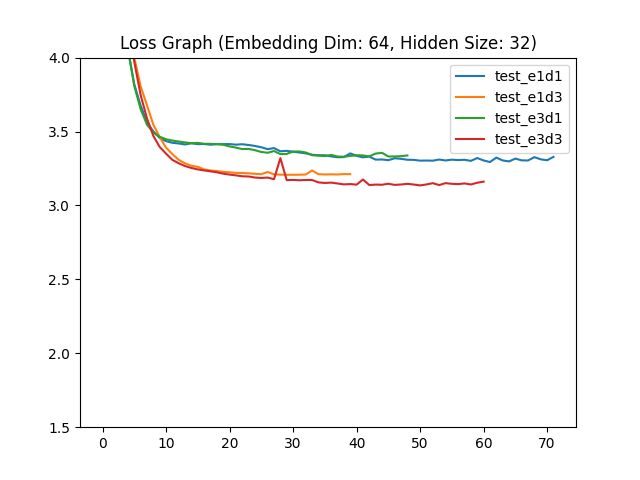 Loss Graph (Embedding Dim: 64, Hidden Size: 32)
4.0
3.5
3.0
2.5
2.0
1.5
0 10 20 30 40 50 60 70
test_e1d1
test_e1d3
test_e3d1
test_e3d3